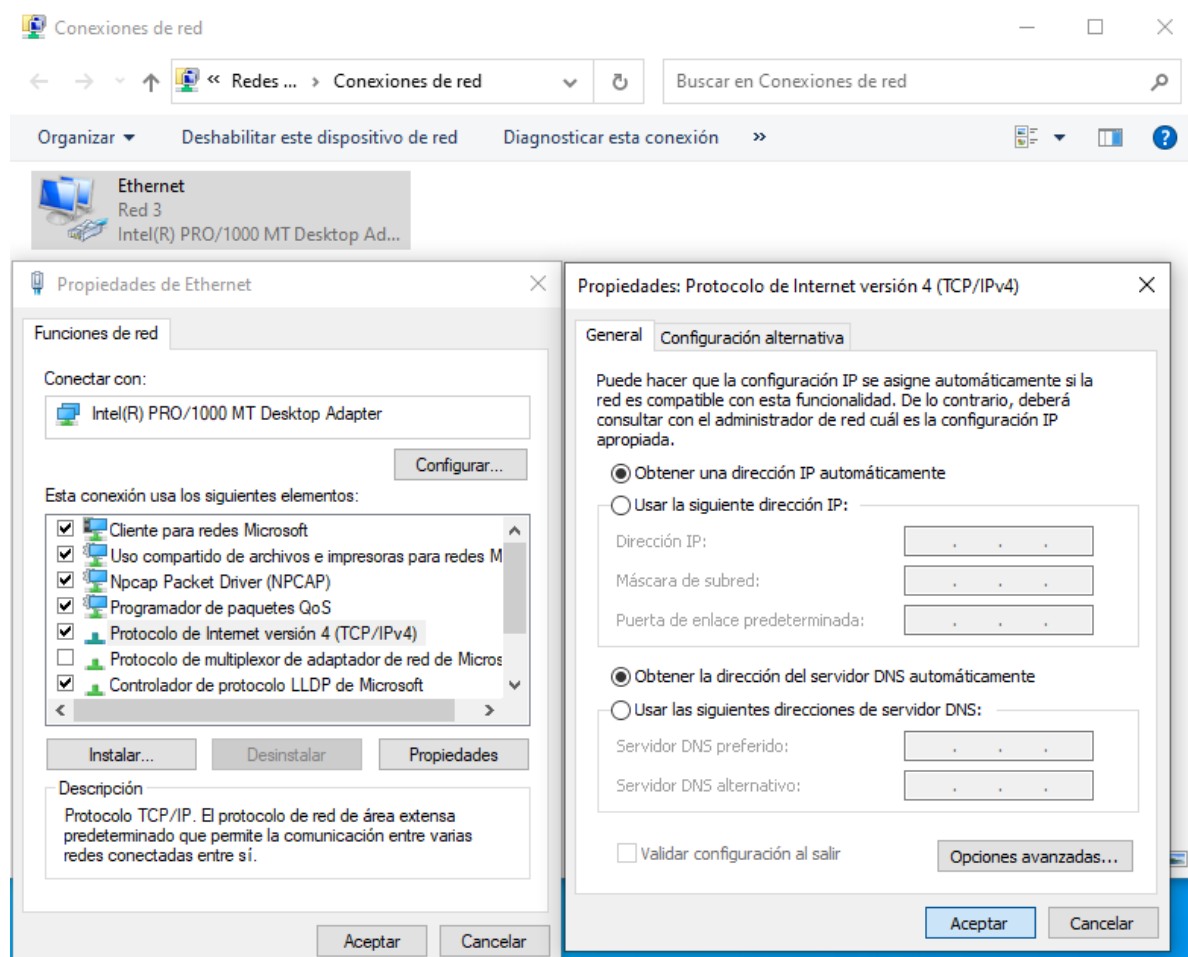 Conexiones de red
« Redes ... > Conexiones de red
Buscar en Conexiones de red
Organizar
Deshabilitar este dispositivo de red
Diagnosticar esta conexión
»
Ethernet
Red 3
Intel(R) PRO/1000 MT Desktop Ad...
Propiedades de Ethernet
Funciones de red
Conectar con:
Intel(R) PRO/1000 MT Desktop Adapter
Configurar...
Esta conexión usa los siguientes elementos:
Cliente para redes Microsoft
Uso compartido de archivos e impresoras para redes M
Npcap Packet Driver (NPCAP)
Programador de paquetes QoS
Protocolo de Internet versión 4 (TCP/IPv4)
Protocolo de multiplexor de adaptador de red de Micros
Controlador de protocolo LLDP de Microsoft
Instalar...
Desinstalar
Propiedades
Descripción
Protocolo TCP/IP. El protocolo de red de área extensa
predeterminado que permite la comunicación entre varias
redes conectadas entre sí.
Aceptar
Cancelar
Propiedades: Protocolo de Internet versión 4 (TCP/IPv4)
General
Configuración alternativa
Puede hacer que la configuración IP se asigne automáticamente si la
red es compatible con esta funcionalidad. De lo contrario, deberá
consultar con el administrador de red cuál es la configuración IP
apropiada.
Obtener una dirección IP automáticamente
Usar la siguiente dirección IP:
Dirección IP:
Máscara de subred:
Puerta de enlace predeterminada:
Obtener la dirección del servidor DNS automáticamente
Usar las siguientes direcciones de servidor DNS:
Servidor DNS preferido:
Servidor DNS alternativo:
Validar configuración al salir
Opciones avanzadas...
Aceptar
Cancelar